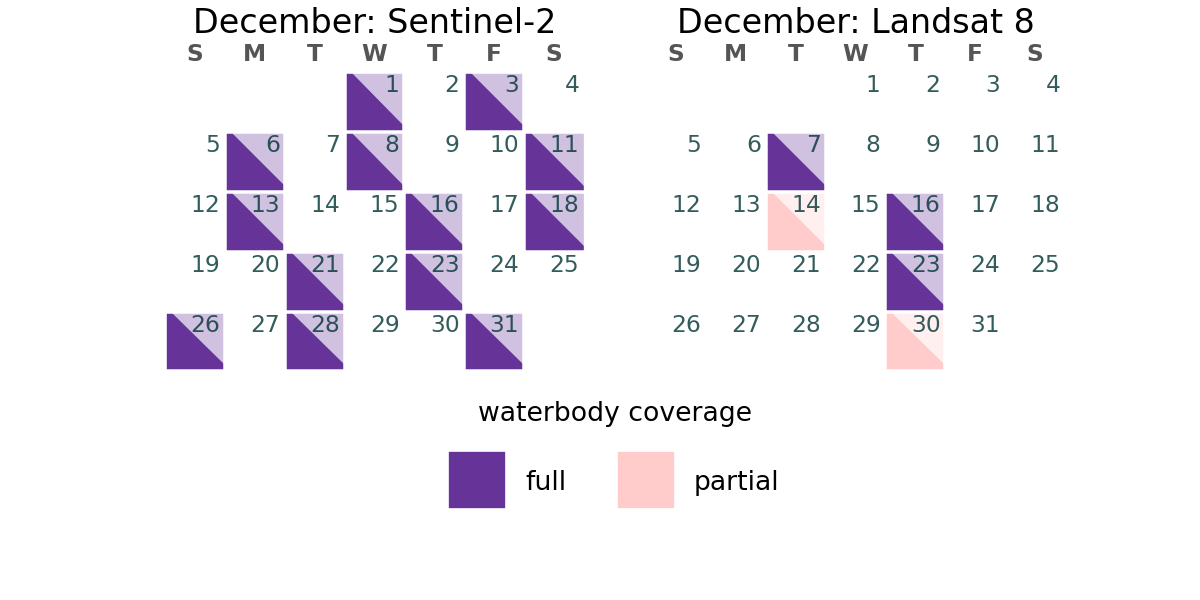 December: Sentinel-2
S M T W T F S
1 2 3 4
5 6 7 8 9 10 11
12 13 14 15 16 17 18
19 20 21 22 23 24 25
26 27 28 29 30 31
December: Landsat 8
S M T W T F S
1 2 3 4
5 6 7 8 9 10 11
12 13 14 15 16 17 18
19 20 21 22 23 24 25
26 27 28 29 30 31
waterbody coverage
full partial